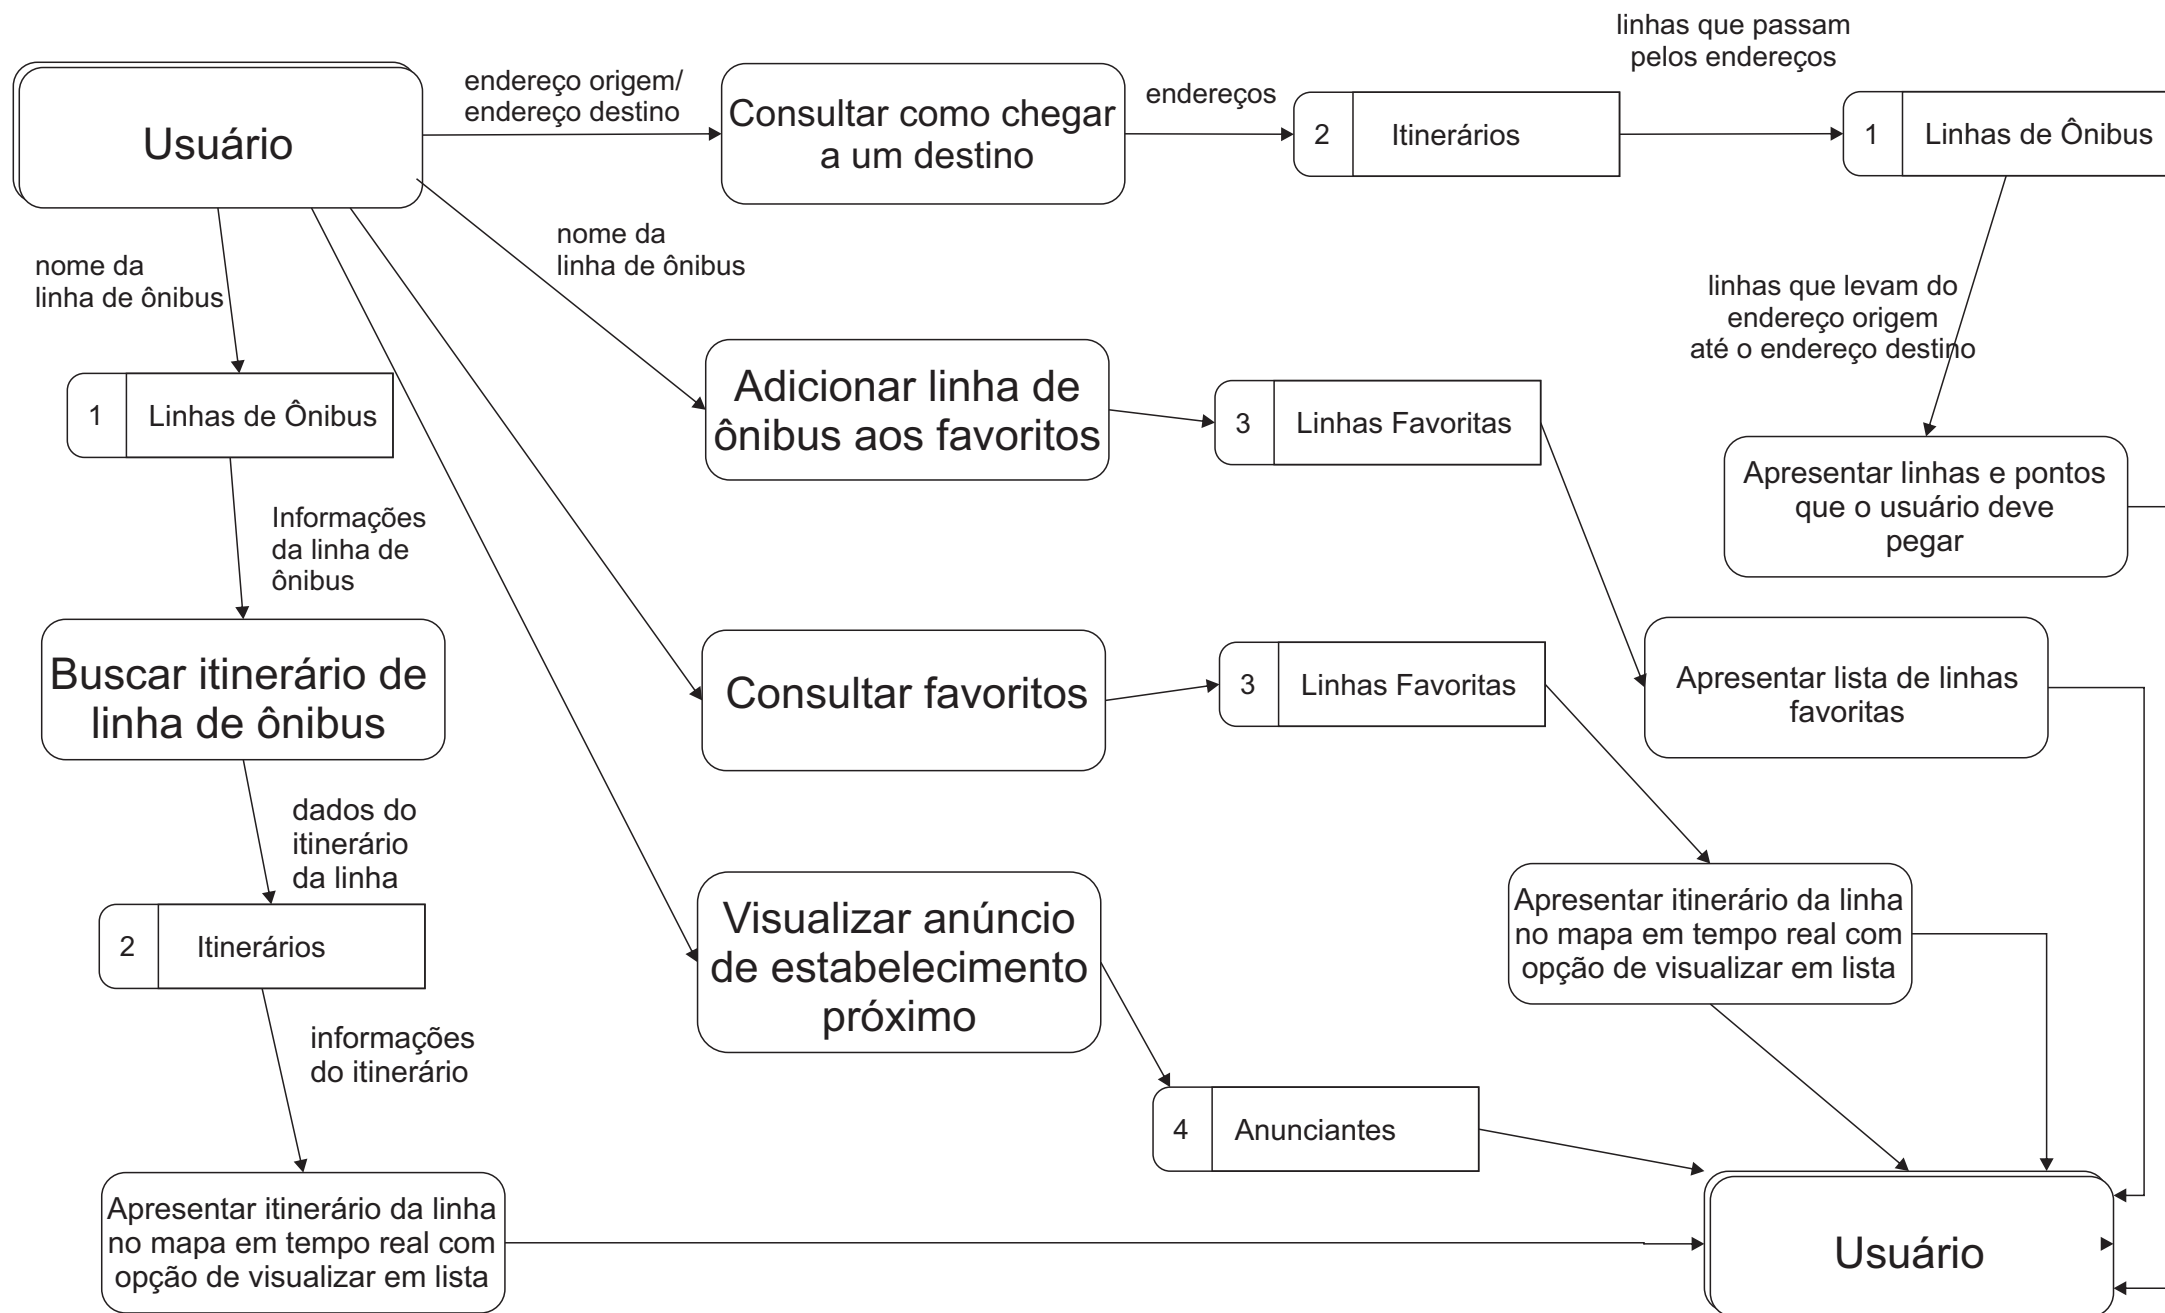 linhas que passam
pelos endereços
endereço origem/
endereço destino
Usuário
Consultar como chegar
a um destino
endereços
2
Itinerários
1
Linhas de Ônibus
nome da
linha de ônibus
nome da
linha de ônibus
linhas que levam do
endereço origem
até o endereço destino
1
Linhas de Ônibus
Adicionar linha de
ônibus aos favoritos
3
Linhas Favoritas
Apresentar linhas e pontos
que o usuário deve
pegar
Informações
da linha de
ônibus
Buscar itinerário de
linha de ônibus
Consultar favoritos
3
Linhas Favoritas
Apresentar lista de linhas
favoritas
dados do
itinerário
da linha
2
Itinerários
Visualizar anúncio
de estabelecimento
próximo
Apresentar itinerário da linha
no mapa em tempo real com
opção de visualizar em lista
informações
do itinerário
4
Anunciantes
Apresentar itinerário da linha
no mapa em tempo real com
opção de visualizar em lista
Usuário